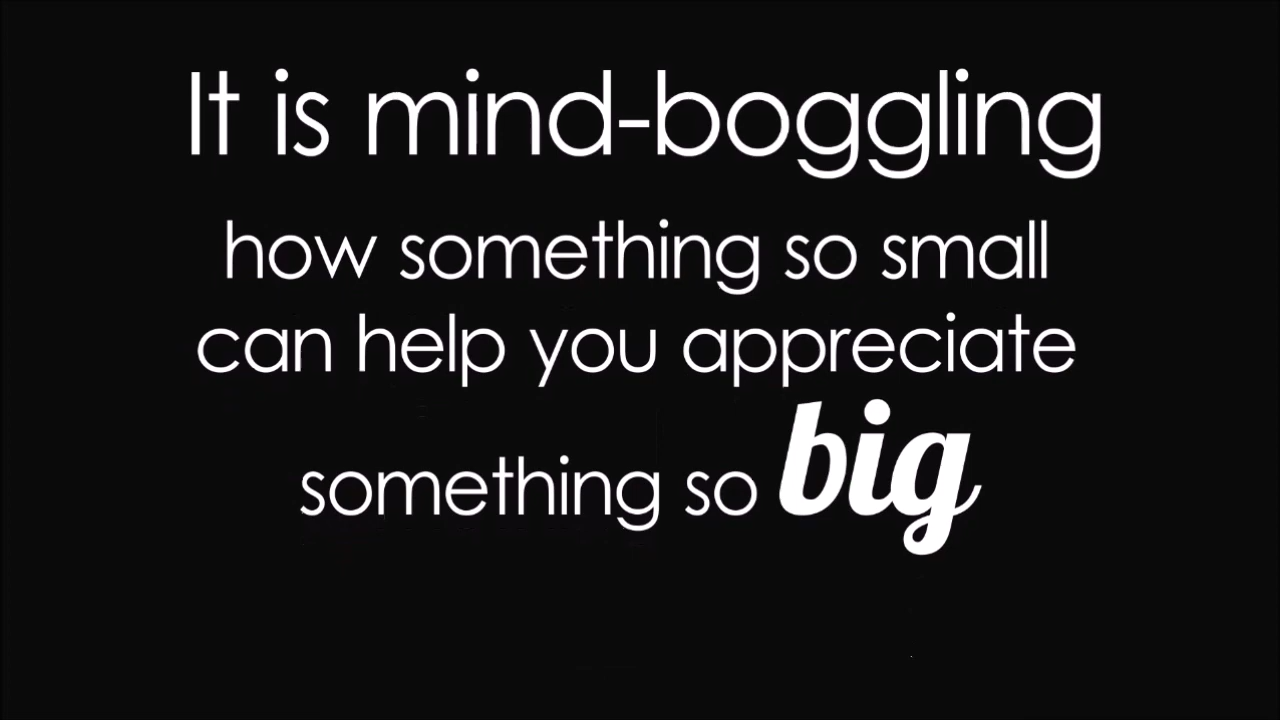 It is mind-boggling
how something so small
can help you appreciate
something so big